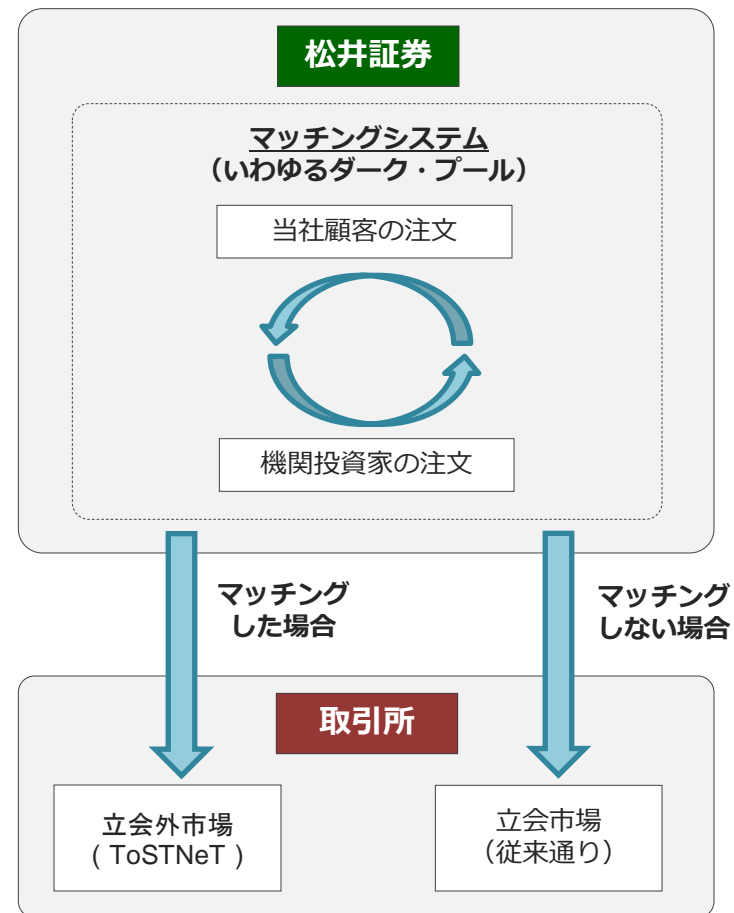 松井証券
マッチングシステム
（いわゆるダーク・プール）
当社顧客の注文
機関投資家の注文
マッチング
した場合
マッチング
しない場合
取引所
立会外市場
( ToSTNeT )
立会市場
（従来通り）